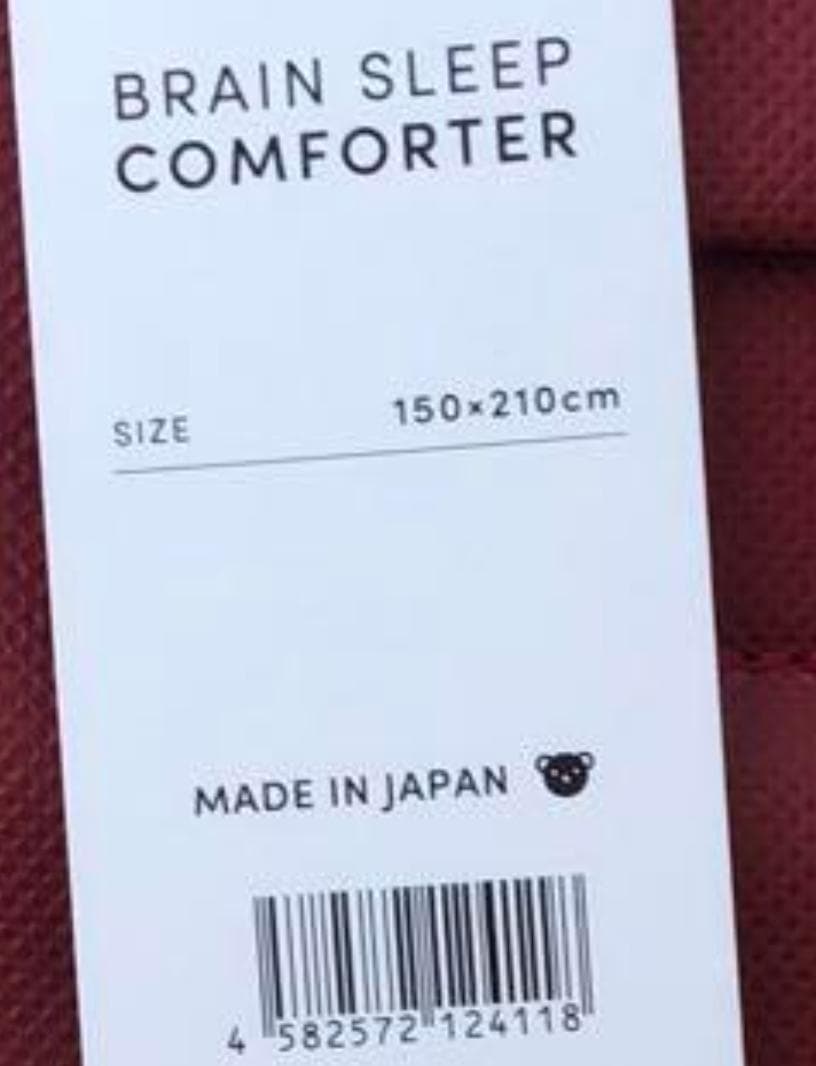 BRAIN SLEEP
COMFORTER
SIZE 150×210cm
MADE IN JAPAN
4 582572 124118